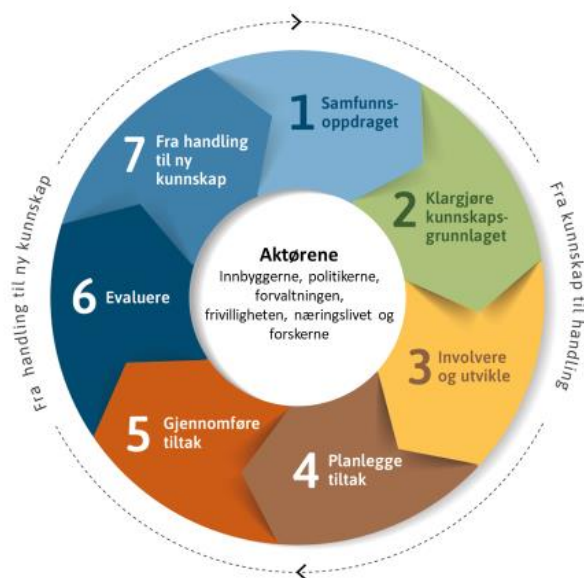 1 Samfunns-
oppdraget
2 Klargjøre
kunnskaps-
grunnlaget
3 Involvere
og utvikle
4 Planlegge
tiltak
5 Gjennomføre
tiltak
6 Evaluere
7 Fra handling
til ny
kunnskap
Aktørene
Innbyggerne, politikerne,
forvaltningen,
frivilligheten, næringslivet og
forskerne
Fra kunnskap til handling
Fra handling til ny kunnskap